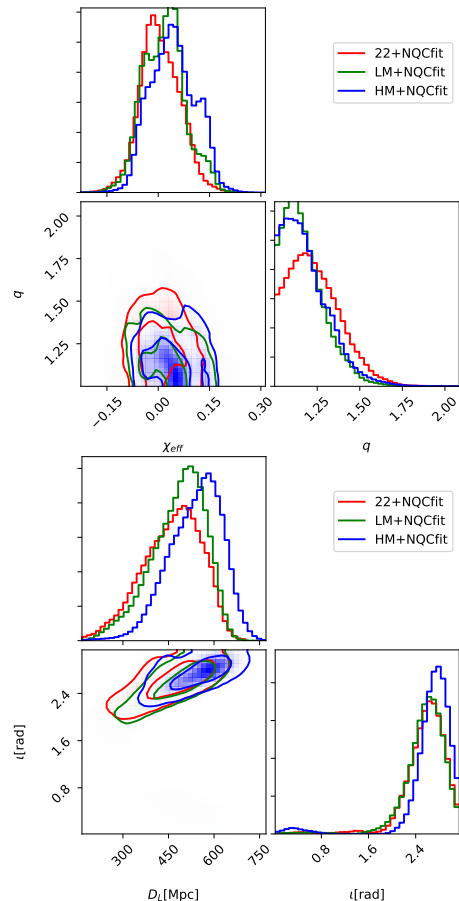 22+NQCfit
LM+NQCfit
HM+NQCfit
2.00
1.75
1.50
1.25
q
−0.15
0.00
0.15
0.30
χeff
1.25
1.50
1.75
2.00
q
22+NQCfit
LM+NQCfit
HM+NQCfit
2.4
1.6
0.8
ι[rad]
300
450
600
750
DL[Mpc]
0.8
1.6
2.4
ι[rad]